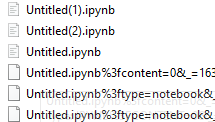 Untitled(1).ipynb
Untitled(2).ipynb
Untitled.ipynb
Untitled.ipynb%3fcontent=0&_=163
Untitled.ipynb%3ftype=notebook&_
Untitled.ipynb%3ftype=notebook&_